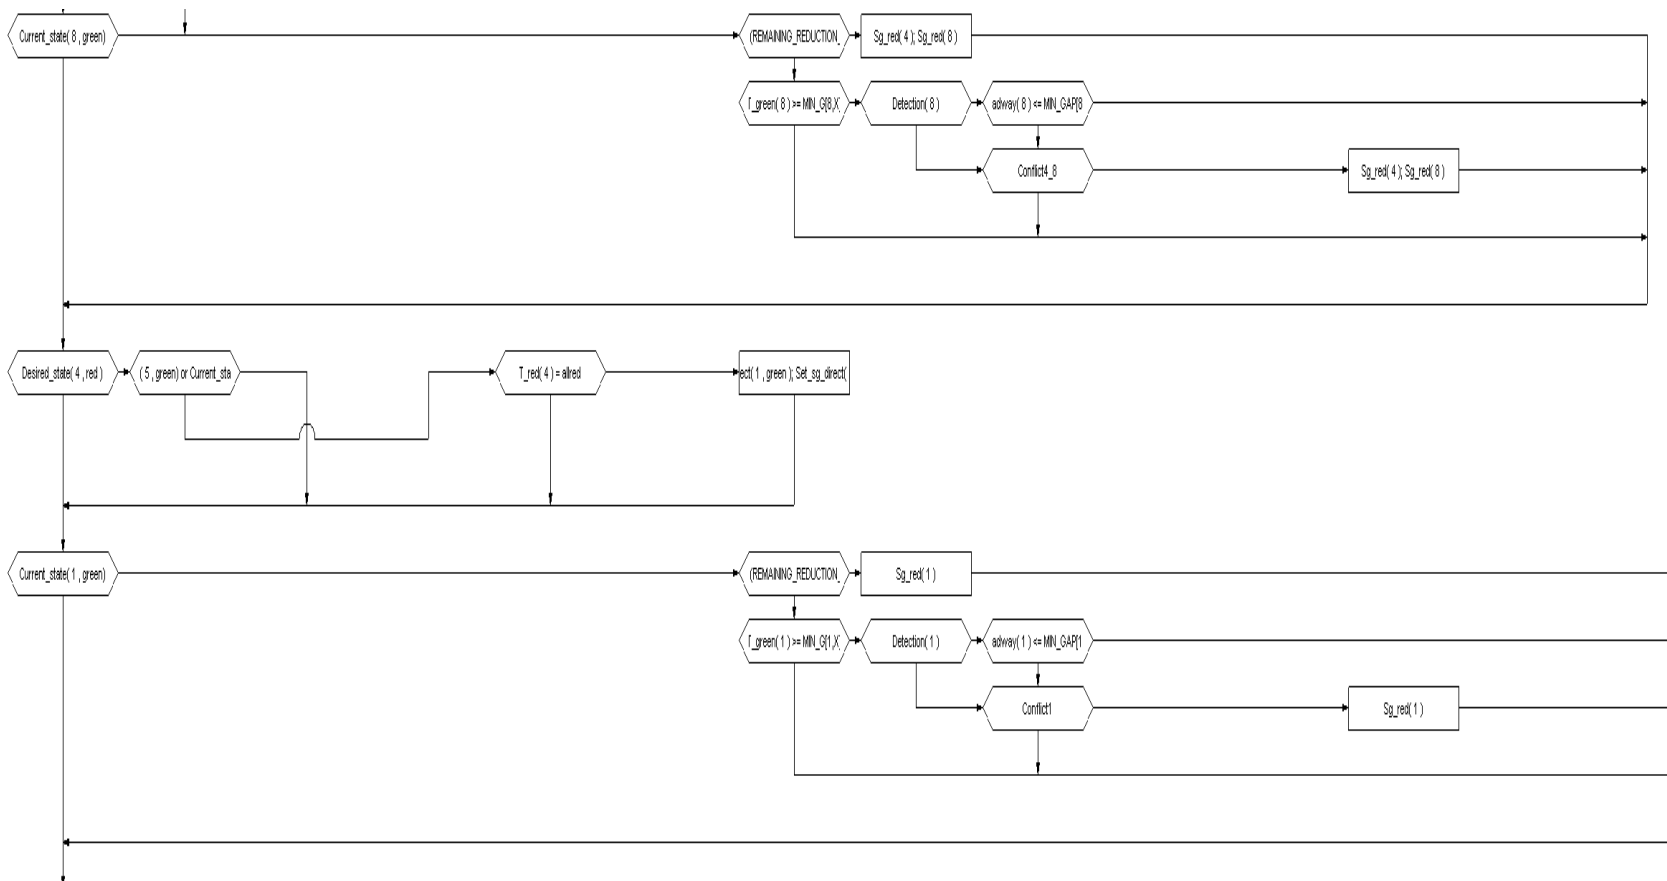 Current_state( 8 , green)
(REMAINING_REDUCTION_
Sg_red( 4 ); Sg_red( 8 )
T_green( 8 ) >= MIN_G[8,X]
Detection( 8 )
adway( 8 ) <= MIN_GAP[8
Conflict4_8
Sg_red( 4 ); Sg_red( 8 )
Desired_state( 4 , red )
( 5 , green) or Current_sta
T_red( 4 ) = allred
ect( 1 , green ); Set_sg_direct(
Current_state( 1 , green)
(REMAINING_REDUCTION_
Sg_red( 1 )
T_green( 1 ) >= MIN_G[1,X]
Detection( 1 )
adway( 1 ) <= MIN_GAP[1
Conflict1
Sg_red( 1 )